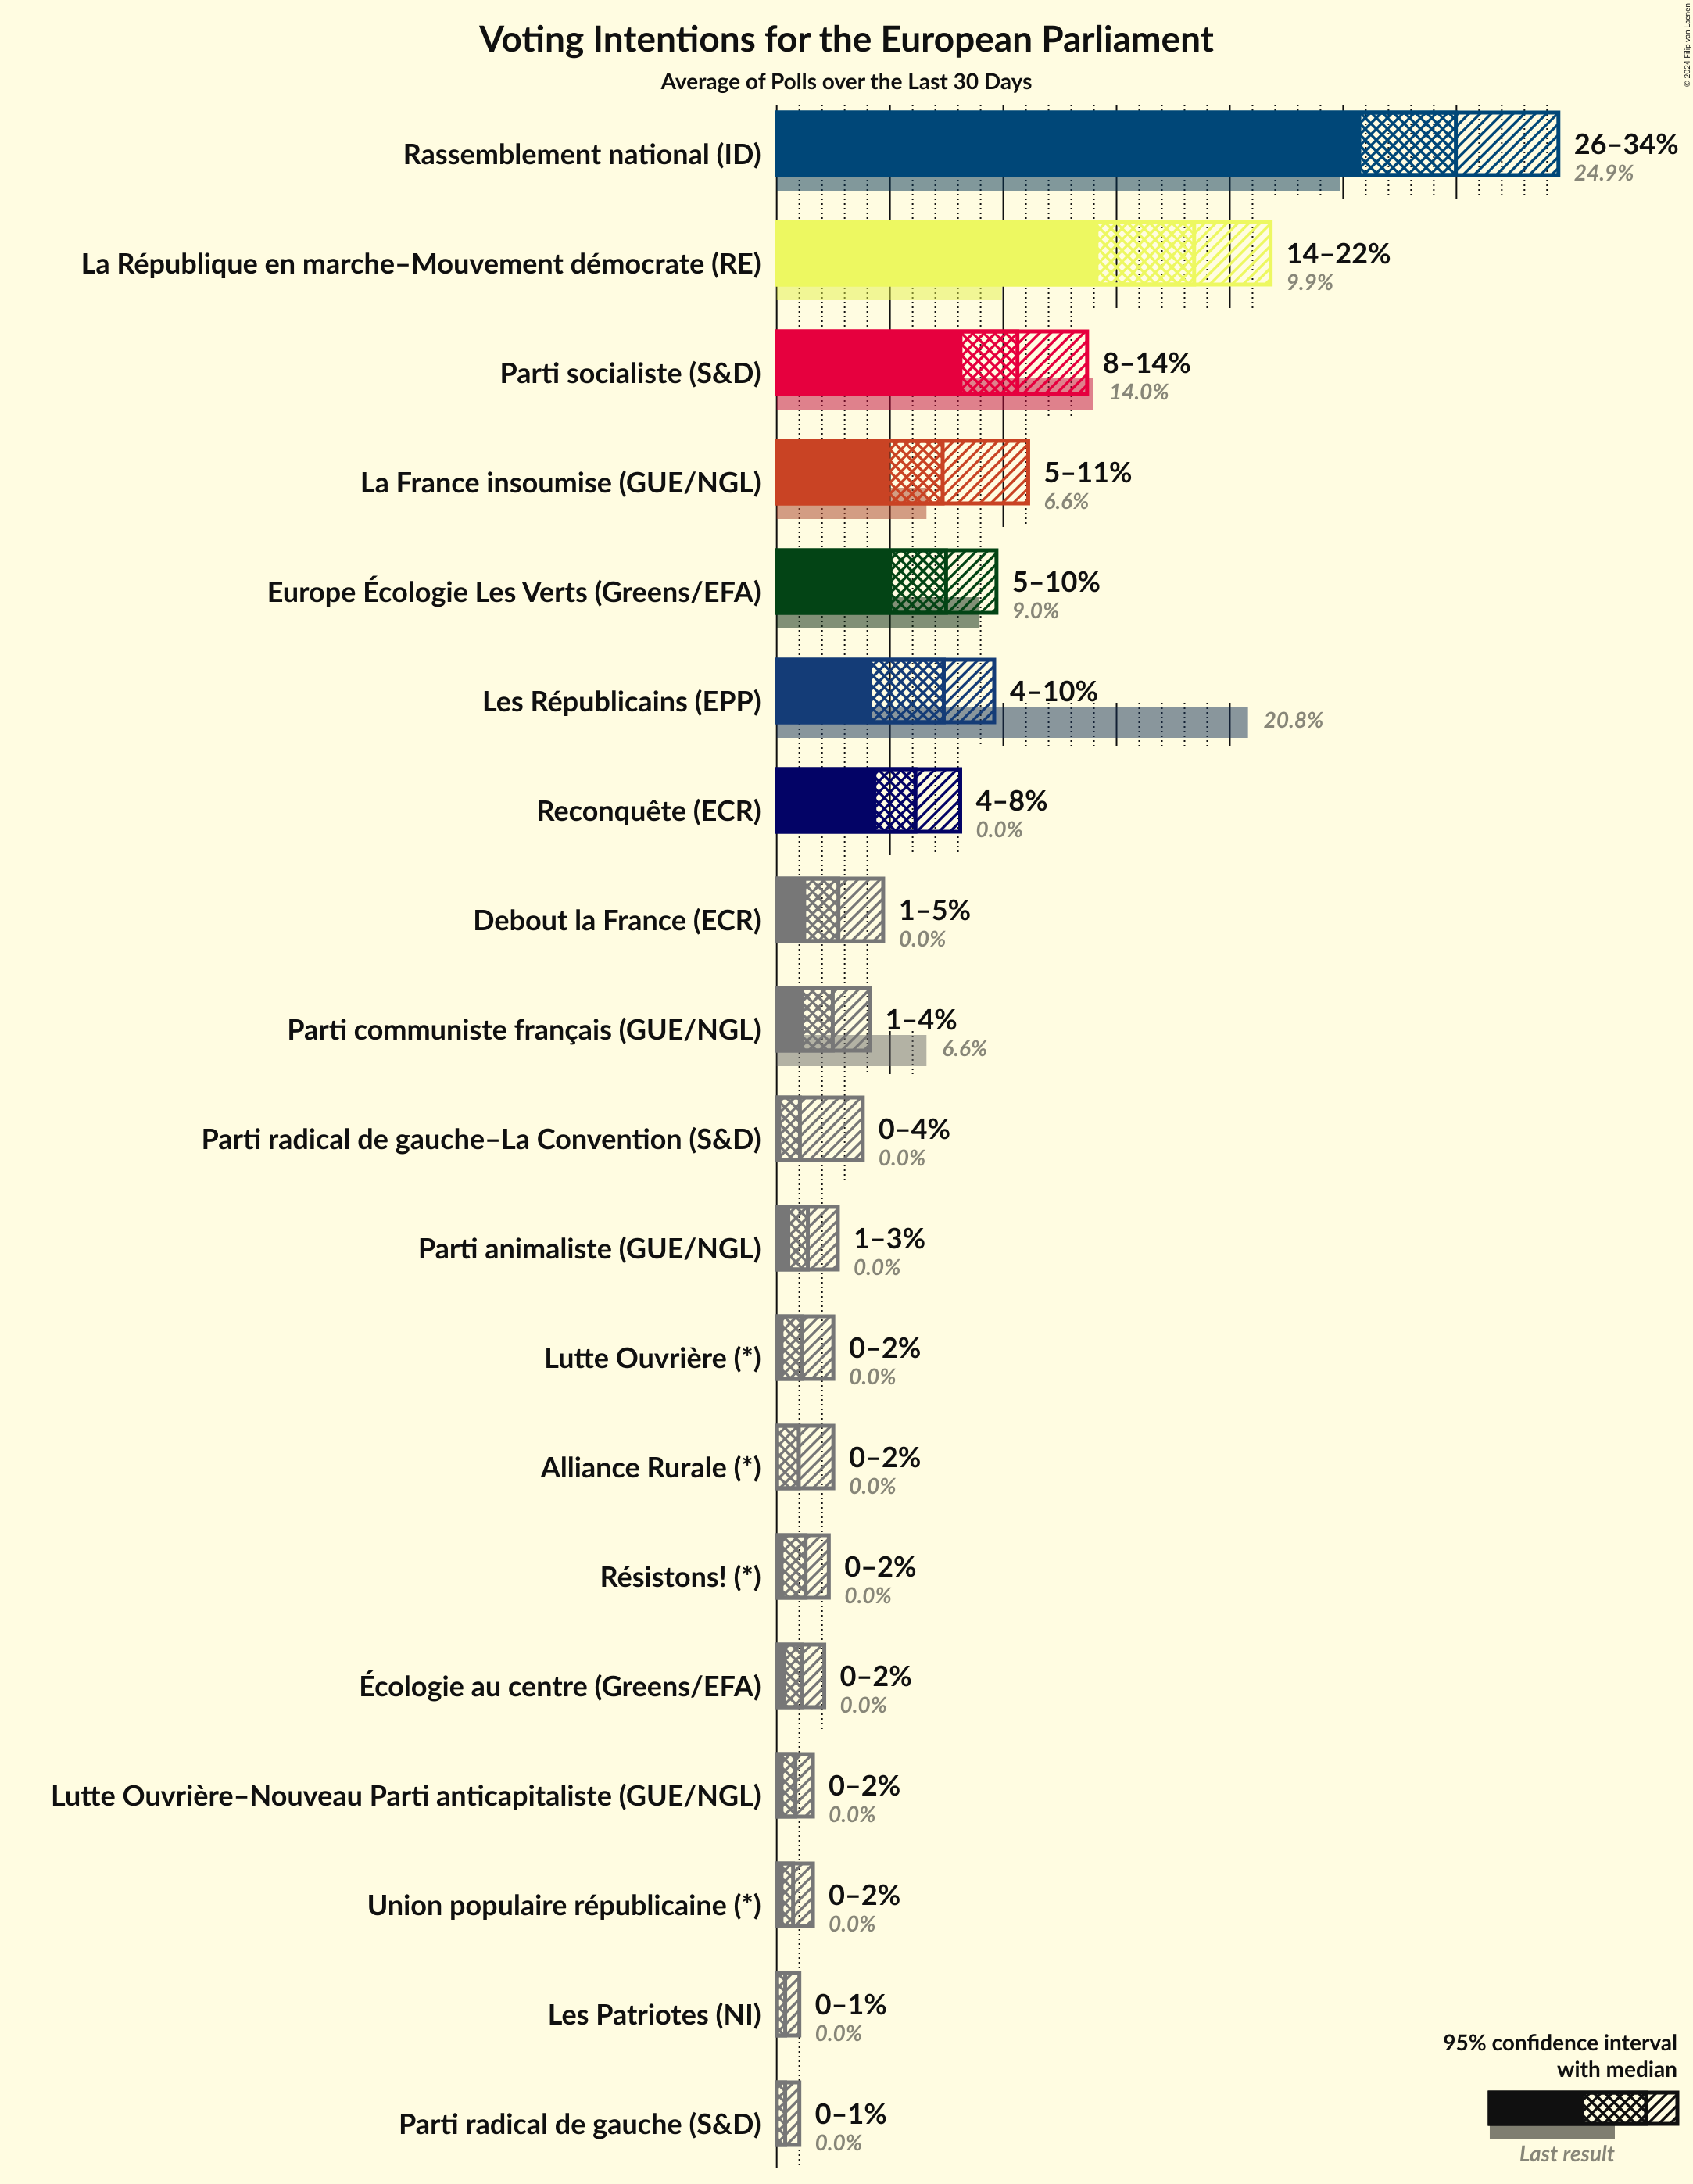 Voting Intentions for the European Parliament
Average of Polls over the Last 30 Days
© 2024 Filip van Laenen
Rassemblement national (ID)
26–34%
24.9%
La République en marche–Mouvement démocrate (RE)
14–22%
9.9%
Parti socialiste (S&D)
8–14%
14.0%
La France insoumise (GUE/NGL)
5–11%
6.6%
Europe Écologie Les Verts (Greens/EFA)
5–10%
9.0%
Les Républicains (EPP)
4–10%
20.8%
Reconquête (ECR)
4–8%
0.0%
Debout la France (ECR)
1–5%
0.0%
Parti communiste français (GUE/NGL)
1–4%
6.6%
Parti radical de gauche–La Convention (S&D)
0–4%
0.0%
Parti animaliste (GUE/NGL)
1–3%
0.0%
Lutte Ouvrière (*)
0–2%
0.0%
Alliance Rurale (*)
0–2%
0.0%
Résistons! (*)
0–2%
0.0%
Écologie au centre (Greens/EFA)
0–2%
0.0%
Lutte Ouvrière–Nouveau Parti anticapitaliste (GUE/NGL)
0–2%
0.0%
Union populaire républicaine (*)
0–2%
0.0%
Les Patriotes (NI)
0–1%
0.0%
Parti radical de gauche (S&D)
0–1%
0.0%
95% confidence interval
with median
Last result